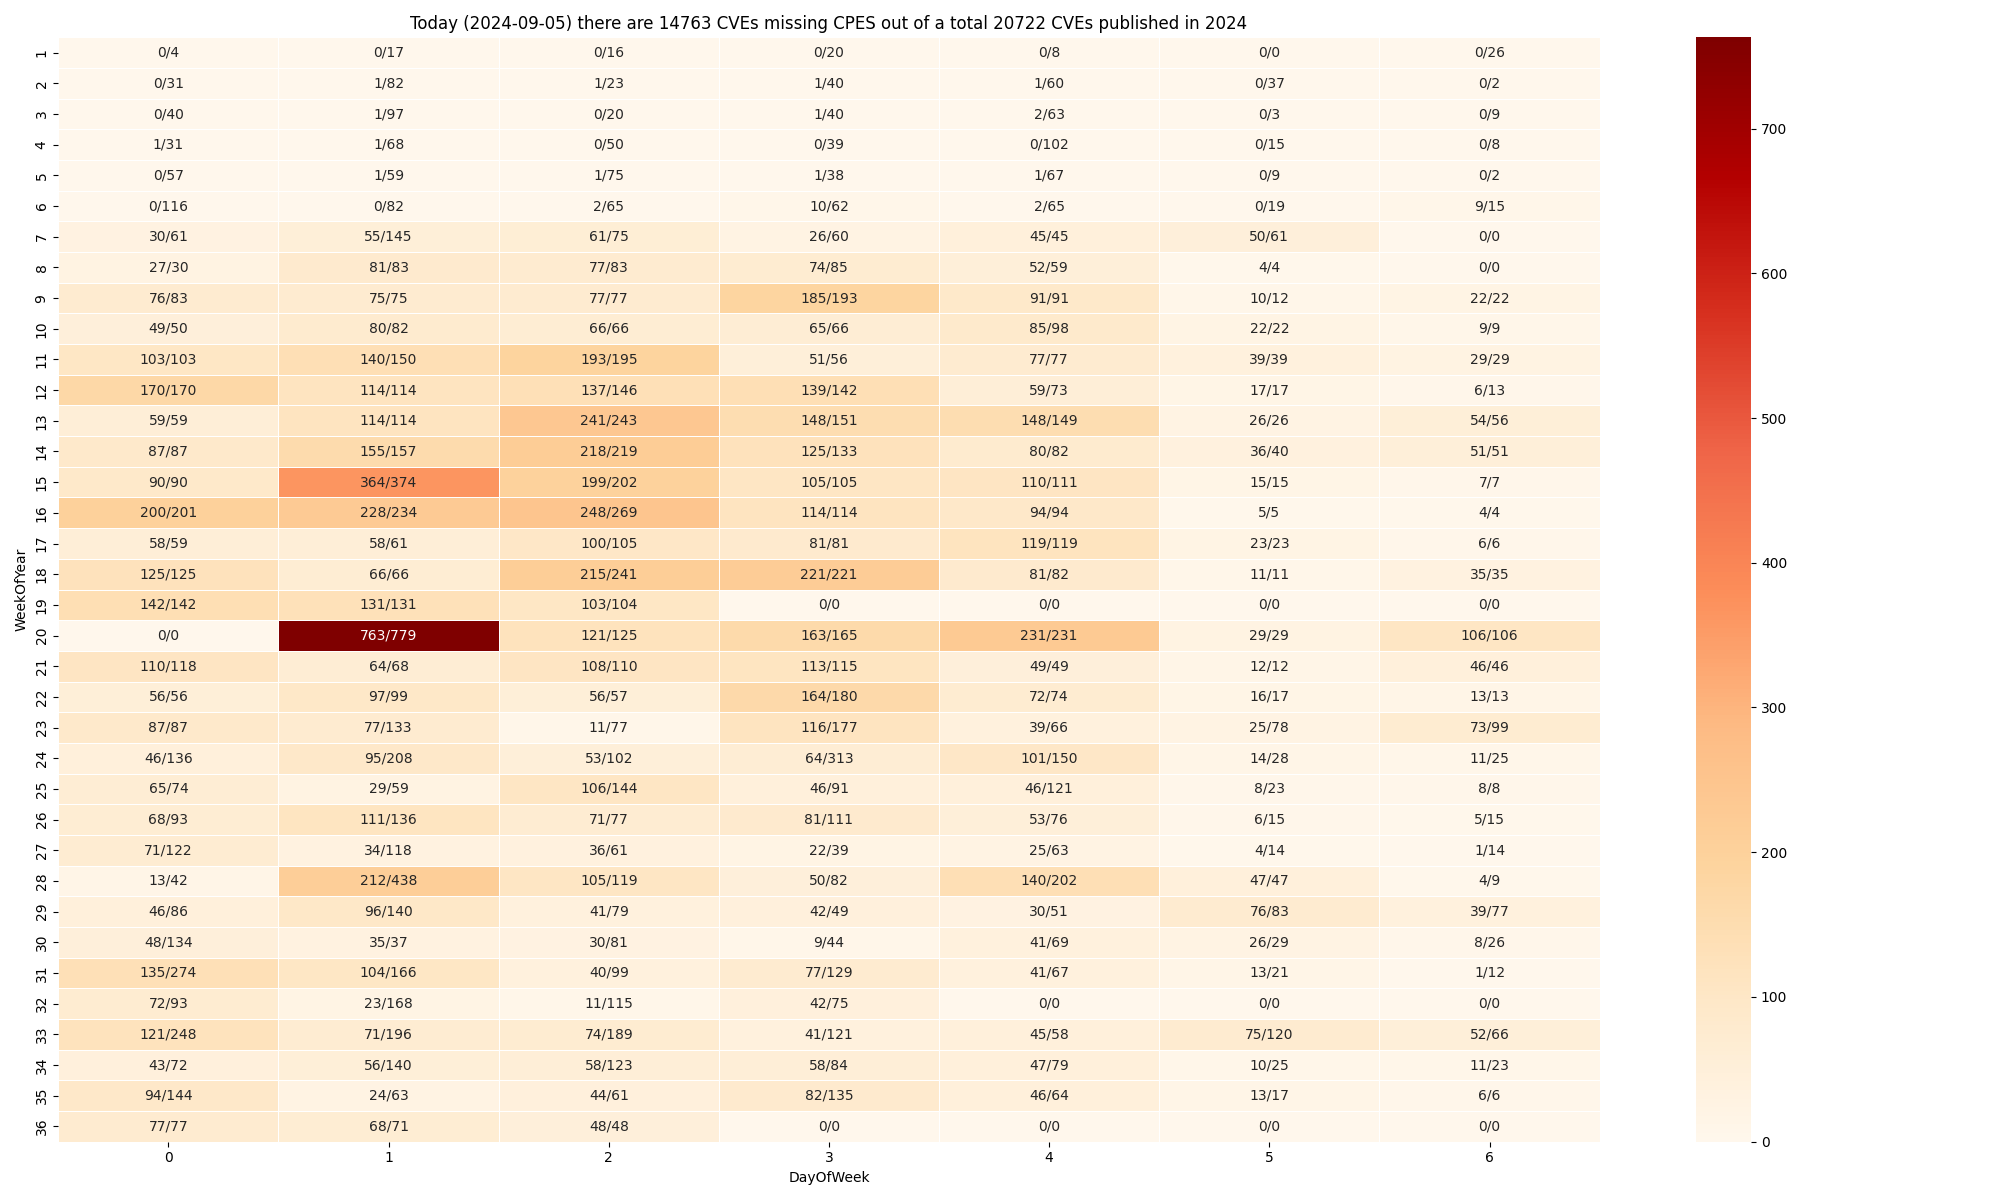 Today (2024-09-05) there are 14763 CVEs missing CPES out of a total 20722 CVEs published in 2024
1 0/4 0/17 0/16 0/20 0/8 0/0 0/26
2 0/31 1/82 1/23 1/40 1/60 0/37 0/2
3 0/40 1/97 0/20 1/40 2/63 0/3 0/9
4 1/31 1/68 0/50 0/39 0/102 0/15 0/8
5 0/57 1/59 1/75 1/38 1/67 0/9 0/2
6 0/116 0/82 2/65 10/62 2/65 0/19 9/15
7 30/61 55/145 61/75 26/60 45/45 50/61 0/0
8 27/30 81/83 77/83 74/85 52/59 4/4 0/0
9 76/83 75/75 77/77 185/193 91/91 10/12 22/22
10 49/50 80/82 66/66 65/66 85/98 22/22 9/9
11 103/103 140/150 193/195 51/56 77/77 39/39 29/29
12 170/170 114/114 137/146 139/142 59/73 17/17 6/13
13 59/59 114/114 241/243 148/151 148/149 26/26 54/56
14 87/87 155/157 218/219 125/133 80/82 36/40 51/51
15 90/90 364/374 199/202 105/105 110/111 15/15 7/7
16 200/201 228/234 248/269 114/114 94/94 5/5 4/4
17 58/59 58/61 100/105 81/81 119/119 23/23 6/6
18 125/125 66/66 215/241 221/221 81/82 11/11 35/35
19 142/142 131/131 103/104 0/0 0/0 0/0 0/0
20 0/0 763/779 121/125 163/165 231/231 29/29 106/106
21 110/118 64/68 108/110 113/115 49/49 12/12 46/46
22 56/56 97/99 56/57 164/180 72/74 16/17 13/13
23 87/87 77/133 11/77 116/177 39/66 25/78 73/99
24 46/136 95/208 53/102 64/313 101/150 14/28 11/25
25 65/74 29/59 106/144 46/91 46/121 8/23 8/8
26 68/93 111/136 71/77 81/111 53/76 6/15 5/15
27 71/122 34/118 36/61 22/39 25/63 4/14 1/14
28 13/42 212/438 105/119 50/82 140/202 47/47 4/9
29 46/86 96/140 41/79 42/49 30/51 76/83 39/77
30 48/134 35/37 30/81 9/44 41/69 26/29 8/26
31 135/274 104/166 40/99 77/129 41/67 13/21 1/12
32 72/93 23/168 11/115 42/75 0/0 0/0 0/0
33 121/248 71/196 74/189 41/121 45/58 75/120 52/66
34 43/72 56/140 58/123 58/84 47/79 10/25 11/23
35 94/144 24/63 44/61 82/135 46/64 13/17 6/6
36 77/77 68/71 48/48 0/0 0/0 0/0 0/0
0 1 2 3 4 5 6
DayOfWeek
WeekOfYear
700
600
500
400
300
200
100
0